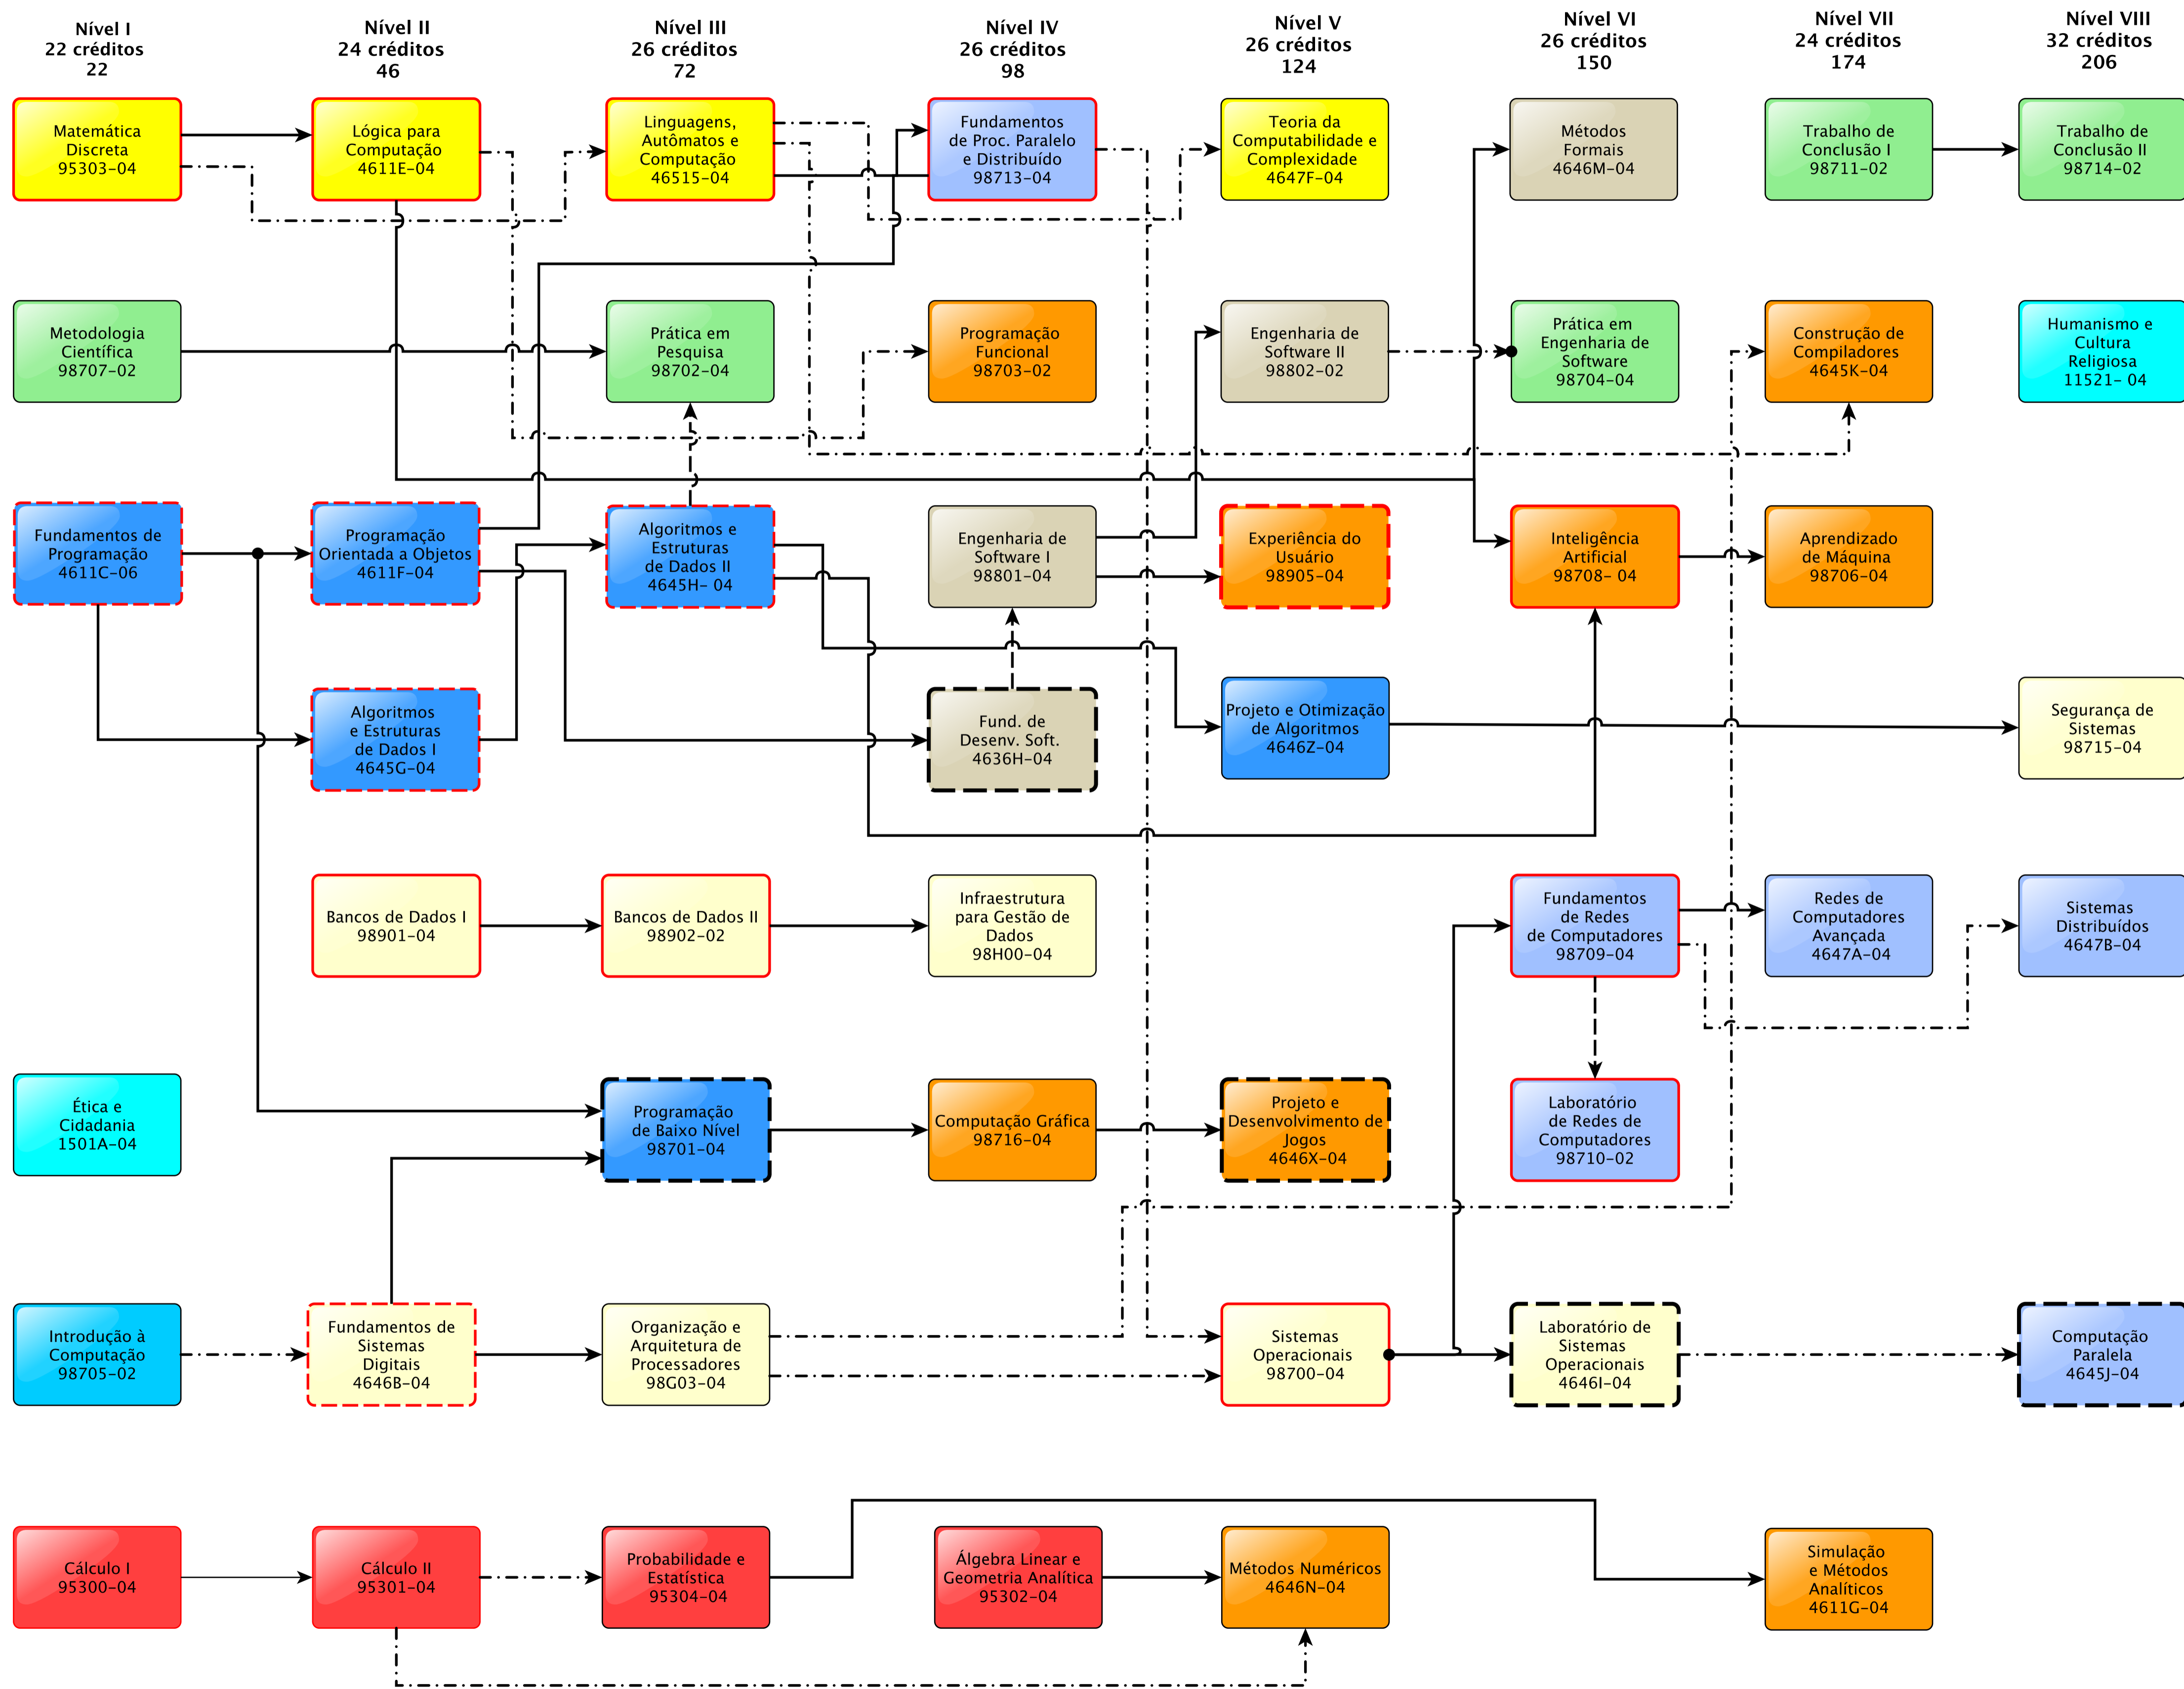 Nível I
22 créditos
22
Nível II
24 créditos
46
Nível III
26 créditos
72
Nível IV
26 créditos
98
Nível V
26 créditos
124
Nível VI
26 créditos
150
Nível VII
24 créditos
174
Nível VIII
32 créditos
206
Matemática
Discreta
95303-04
Lógica para
Computação
4611E-04
Linguagens,
Autômatos e
Computação
46515-04
Fundamentos
de Proc. Paralelo
e Distribuído
98713-04
Teoria da
Computabilidade e
Complexidade
4647F-04
Métodos
Formais
4646M-04
Trabalho de
Conclusão I
98711-02
Trabalho de
Conclusão II
98714-02
Metodologia
Científica
98707-02
Prática em
Pesquisa
98702-04
Programação
Funcional
98703-02
Engenharia de
Software II
98802-02
Prática em
Engenharia de
Software
98704-04
Construção de
Compiladores
4645K-04
Humanismo e
Cultura
Religiosa
11521- 04
Fundamentos de
Programação
4611C-06
Programação
Orientada a Objetos
4611F-04
Algoritmos e
Estruturas
de Dados II
4645H- 04
Engenharia de
Software I
98801-04
Experiência do
Usuário
98905-04
Inteligência
Artificial
98708- 04
Aprendizado
de Máquina
98706-04
Algoritmos
e Estruturas
de Dados I
4645G-04
Fund. de
Desenv. Soft.
4636H-04
Projeto e Otimização
de Algoritmos
4646Z-04
Segurança de
Sistemas
98715-04
Bancos de Dados I
98901-04
Bancos de Dados II
98902-02
Infraestrutura
para Gestão de
Dados
98H00-04
Fundamentos
de Redes
de Computadores
98709-04
Redes de
Computadores
Avançada
4647A-04
Sistemas
Distribuídos
4647B-04
Ética e
Cidadania
1501A-04
Programação
de Baixo Nível
98701-04
Computação Gráfica
98716-04
Projeto e
Desenvolvimento de
Jogos
4646X-04
Laboratório
de Redes de
Computadores
98710-02
Introdução à
Computação
98705-02
Fundamentos de
Sistemas
Digitais
4646B-04
Organização e
Arquitetura de
Processadores
98G03-04
Sistemas
Operacionais
98700-04
Laboratório de
Sistemas
Operacionais
4646I-04
Computação
Paralela
4645J-04
Cálculo I
95300-04
Cálculo II
95301-04
Probabilidade e
Estatística
95304-04
Álgebra Linear e
Geometria Analítica
95302-04
Métodos Numéricos
4646N-04
Simulação
e Métodos
Analíticos
4611G-04